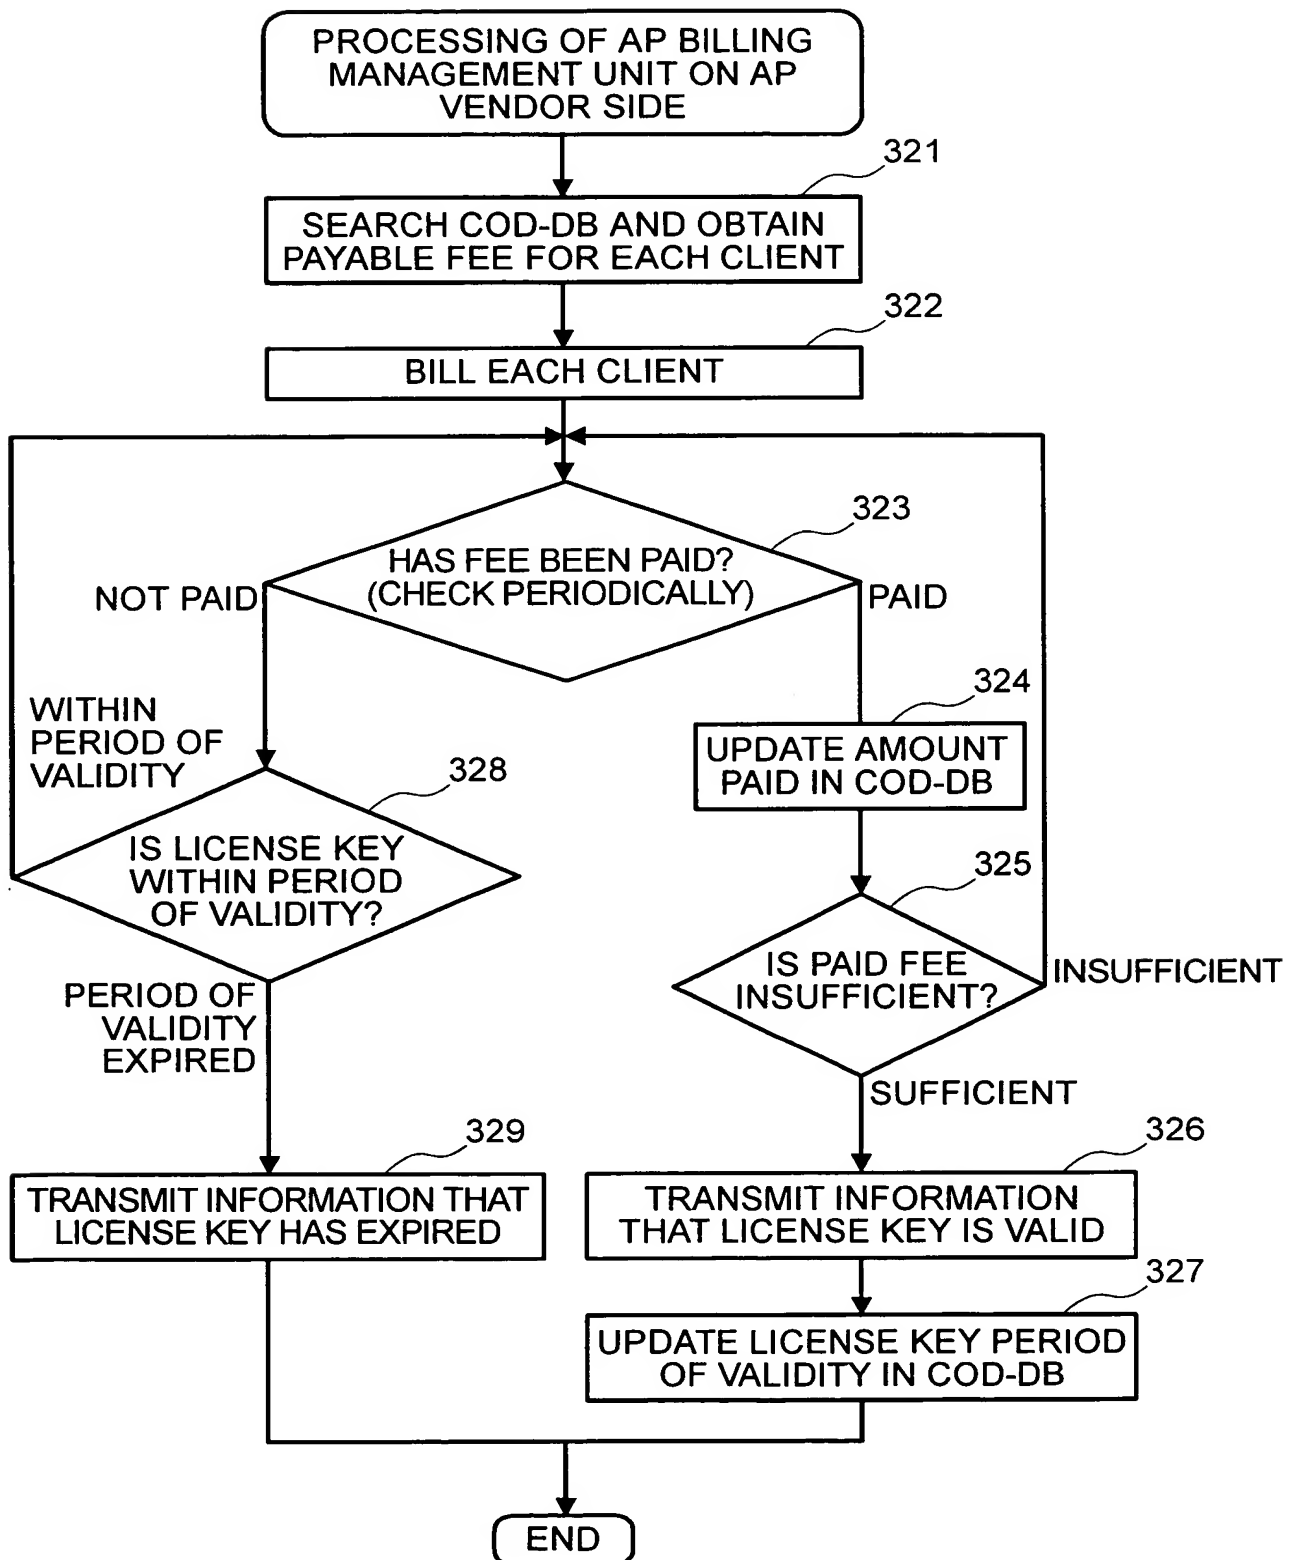 PROCESSING OF AP BILLING
MANAGEMENT UNIT ON AP
VENDOR SIDE
321
SEARCH COD-DB AND OBTAIN
PAYABLE FEE FOR EACH CLIENT
322
BILL EACH CLIENT
323
HAS FEE BEEN PAID?
(CHECK PERIODICALLY)
NOT PAID
PAID
WITHIN
PERIOD OF
VALIDITY
324
UPDATE AMOUNT
PAID IN COD-DB
328
IS LICENSE KEY
WITHIN PERIOD
OF VALIDITY?
325
IS PAID FEE
INSUFFICIENT?
INSUFFICIENT
PERIOD OF
VALIDITY
EXPIRED
SUFFICIENT
329
TRANSMIT INFORMATION THAT
LICENSE KEY HAS EXPIRED
326
TRANSMIT INFORMATION
THAT LICENSE KEY IS VALID
327
UPDATE LICENSE KEY PERIOD
OF VALIDITY IN COD-DB
END